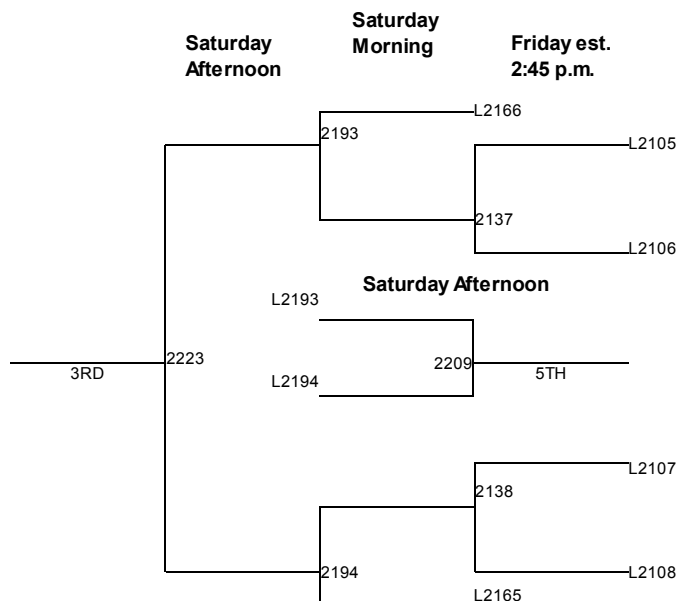 Saturday
Morning
Saturday
Afternoon
Friday est.
2:45 p.m.
L2166
2193
L2105
2137
L2106
Saturday Afternoon
L2193
2223
2209
3RD
L2194
5TH
L2107
2138
2194
L2108
L2165